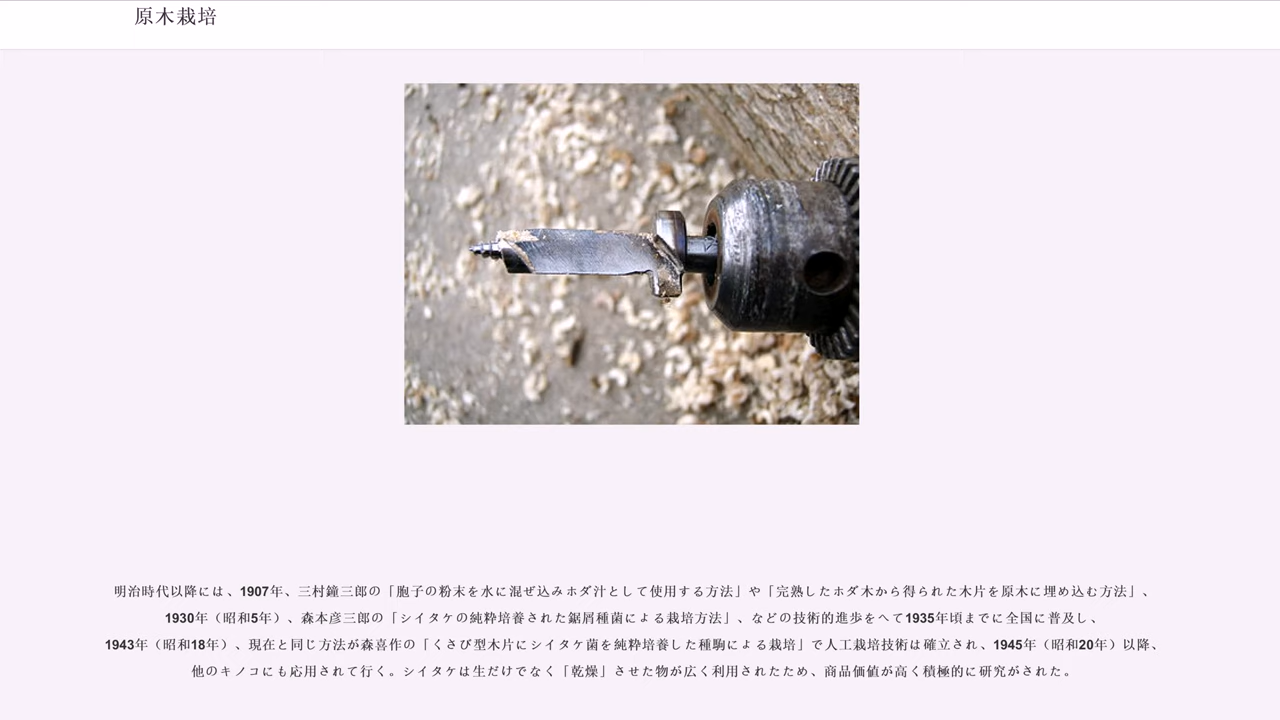 原木栽培
明治時代以降には、1907年、三村鐘三郎の「胞子の粉末を水に混ぜ込みホダ汁として使用する方法」や「完熟したホダ木から得られた木片を原木に埋め込む方法」、
1930年（昭和5年）、森本彦三郎の「シイタケの純粋培養された鋸屑種菌による栽培方法」、などの技術的進歩をへて1935年頃までに全国に普及し、
1943年（昭和18年）、現在と同じ方法が森喜作の「くさび型木片にシイタケ菌を純粋培養した種駒による栽培」で人工栽培技術は確立され、1945年（昭和20年）以降、
他のキノコにも応用されて行く。シイタケは生だけでなく「乾燥」させた物が広く利用されたため、商品価値が高く積極的に研究がされた。